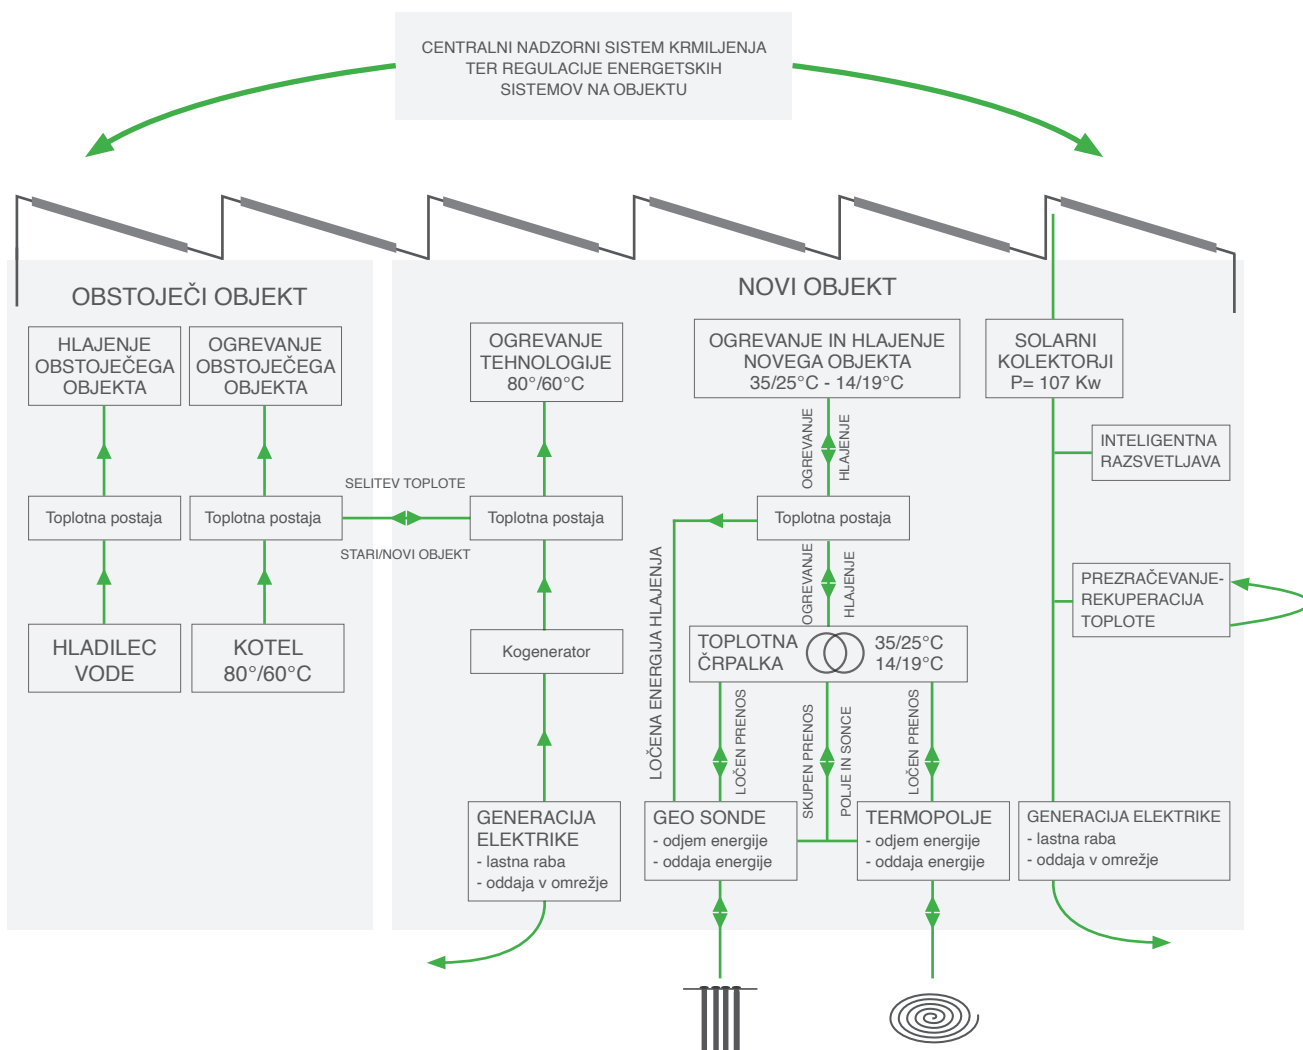 CENTRALNI NADZORNI SISTEM KRMILJENJA
TER REGULACIJE ENERGETSKIH
SISTEMOV NA OBJEKTU
OBSTOJEČI OBJEKT
HLAJENJE
OBSTOJEČEGA
OBJEKTA
OGREVANJE
OBSTOJEČEGA
OBJEKTA
Toplotna postaja
Toplotna postaja
HLADILEC
VODE
KOTEL
80°/60°C
SELITEV TOPLOTE
STARI/NOVI OBJEKT
NOVI OBJEKT
OGREVANJE
TEHNOLOGIJE
80°/60°C
Toplotna postaja
Kogenerator
GENERACIJA
ELEKTRIKE
- lastna raba
- oddaja v omrežje
OGREVANJE IN HLAJENJE
NOVEGA OBJEKTA
35/25°C - 14/19°C
OGREVANJE
HLAJENJE
Toplotna postaja
LOČENA ENERGIJA HLAJENJA
OGREVANJE
HLAJENJE
TOPLOTNA
ČRPALKA
35/25°C
14/19°C
LOČEN PRENOS
SKUPEN PRENOS
POLJE IN SONCE
LOČEN PRENOS
GEO SONDE
- odjem energije
- oddaja energije
TERMOPOLJE
- odjem energije
- oddaja energije
SOLARNI
KOLEKTORJI
P= 107 Kw
INTELIGENTNA
RAZSVETLJAVA
PREZRAČEVANJE-
REKUPERACIJA
TOPLOTE
GENERACIJA ELEKTRIKE
- lastna raba
- oddaja v omrežje